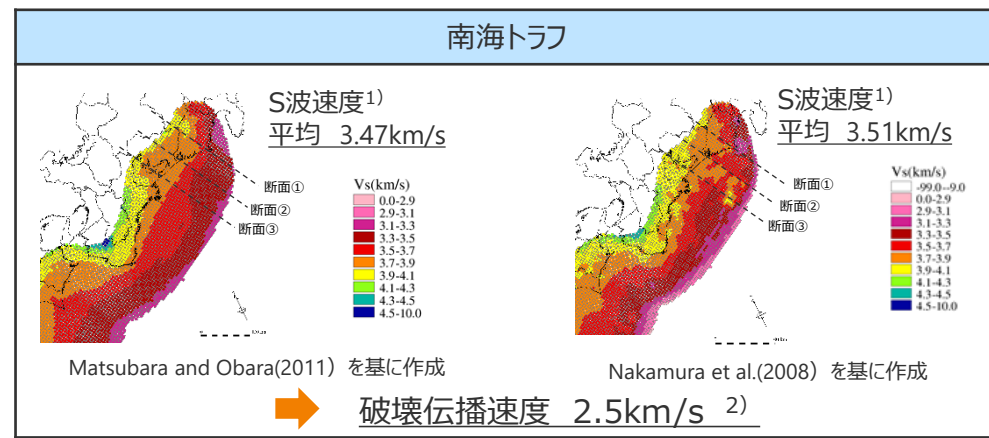 南海トラフ
S波速度1)
平均 3.47km/s
断面①
断面②
断面③
Vs(km/s)
0.0-2.9
2.9-3.1
3.1-3.3
3.3-3.5
3.5-3.7
3.7-3.9
3.9-4.1
4.1-4.3
4.3-4.5
4.5-10.0
Matsubara and Obara(2011）を基に作成
S波速度1)
平均 3.51km/s
断面①
断面②
断面③
Vs(km/s)
-99.0--9.0
0.0-2.9
2.9-3.1
3.1-3.3
3.3-3.5
3.5-3.7
3.7-3.9
3.9-4.1
4.1-4.3
4.3-4.5
4.5-10.0
Nakamura et al.(2008）を基に作成
破壊伝播速度 2.5km/s 2)